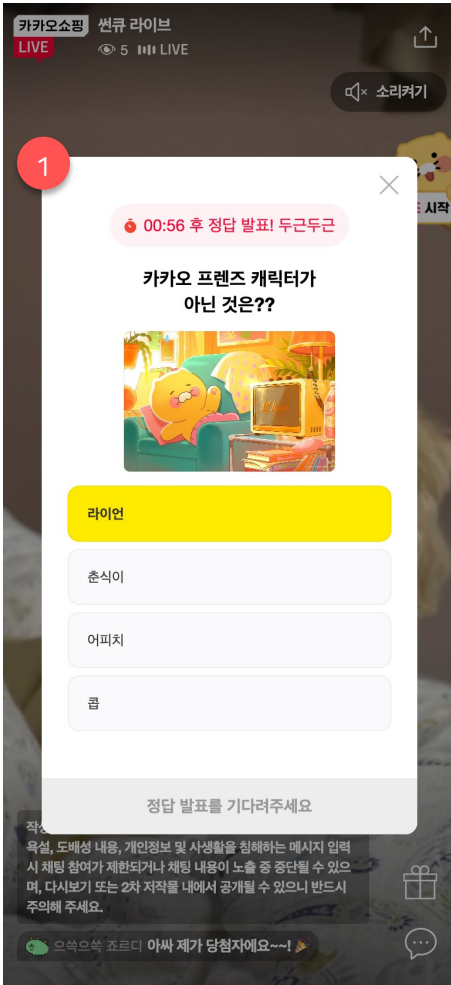 카카오쇼핑 썬큐 라이브
LIVE 5 LIVE
소리켜기
1
시작
00:56 후 정답 발표! 두근두근
카카오 프렌즈 캐릭터가
아닌 것은??
라이언
춘식이
어피치
콥
정답 발표를 기다려주세요
욕설, 도배성 내용, 개인정보 및 사생활을 침해하는 메시지 입력
시 채팅 참여가 제한되거나 채팅 내용이 노출 중 중단될 수 있으
며, 다시보기 또는 2차 저작물 내에서 공개될 수 있으니 반드시
주의해 주세요.
으쓱으쓱 죠르디 아싸 제가 당첨자에요~~!